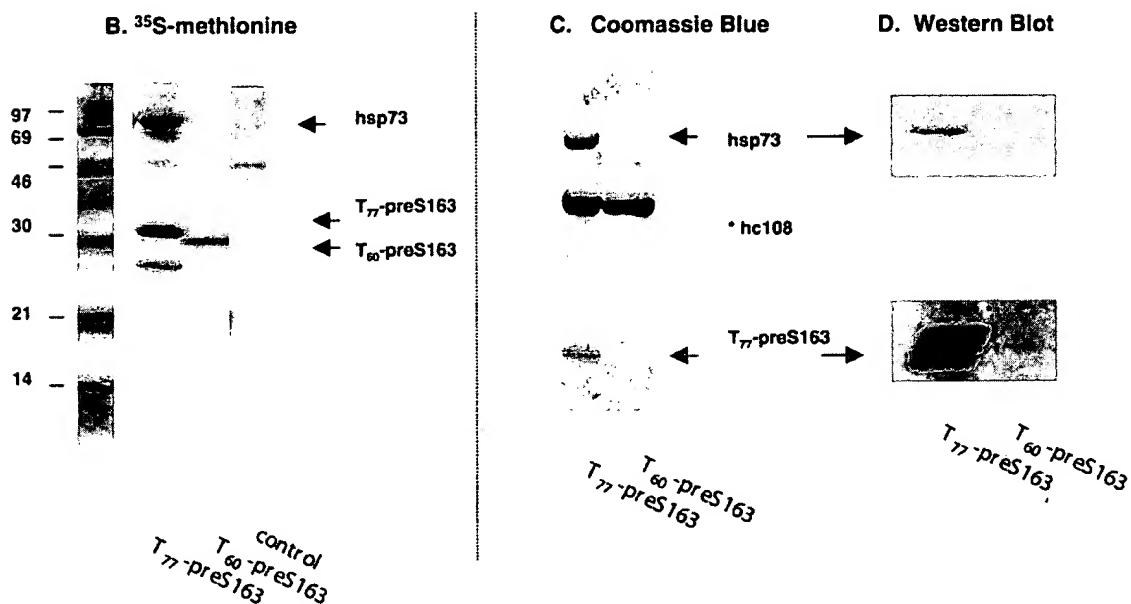 B. ³⁵S-methionine
97
69
46
30
21
14
hsp73
T₇₇-preS163
T₆₀-preS163
T₇₇-preS163
T₆₀-preS163
control
C. Coomassie Blue
hsp73
* hc108
T₇₇-preS163
T₇₇-preS163
T₆₀-preS163
D. Western Blot
T₇₇-preS163
T₆₀-preS163